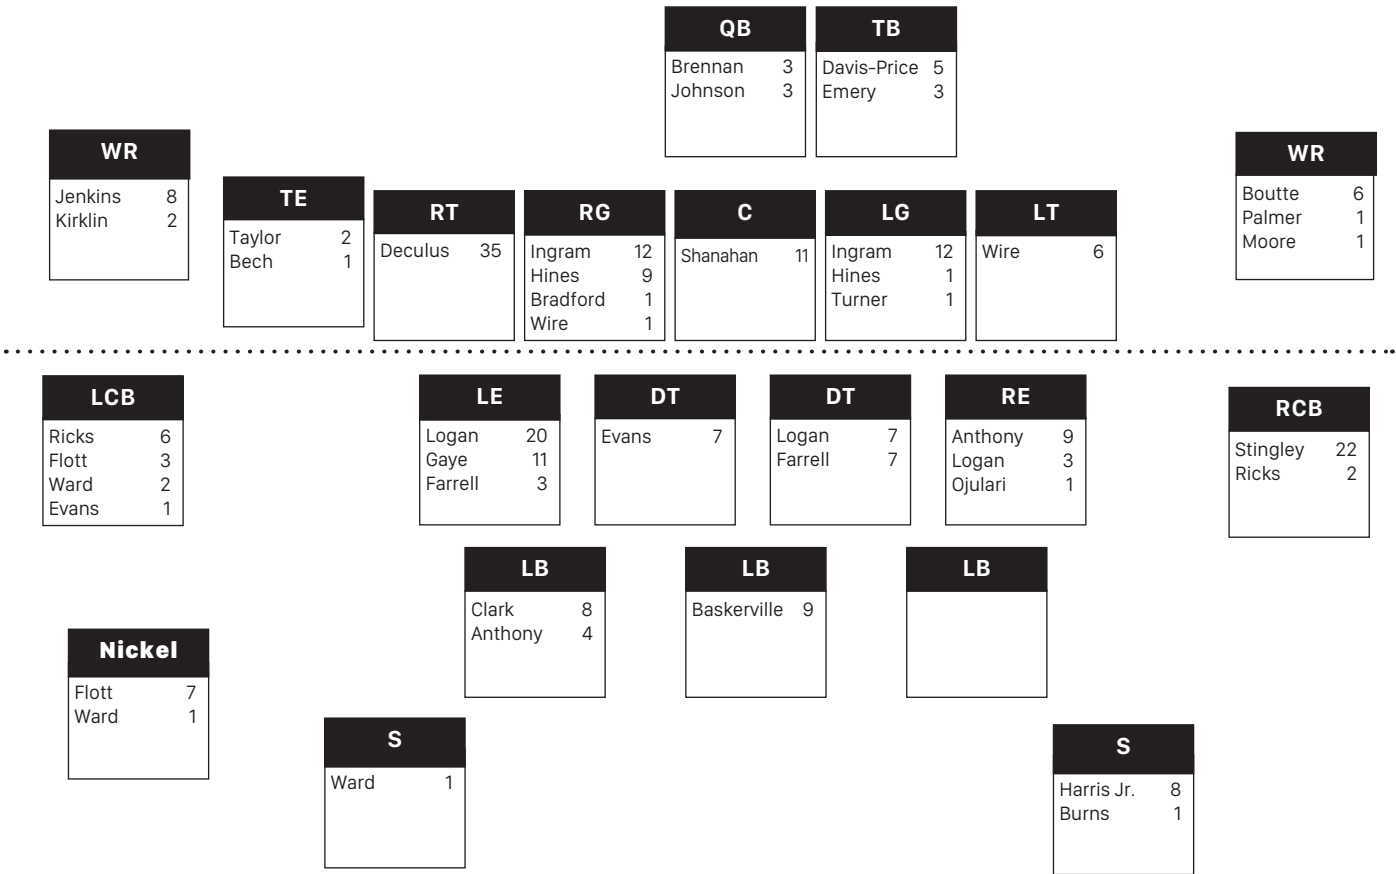 QB
Brennan 3
Johnson 3
TB
Davis-Price 5
Emery 3
WR
Jenkins 8
Kirklin 2
TE
Taylor 2
Bech 1
RT
Deculus 35
RG
Ingram 12
Hines 9
Bradford 1
Wire 1
C
Shanahan 11
LG
Ingram 12
Hines 1
Turner 1
LT
Wire 6
WR
Boutte 6
Palmer 1
Moore 1
LCB
Ricks 6
Flott 3
Ward 2
Evans 1
LE
Logan 20
Gaye 11
Farrell 3
DT
Evans 7
DT
Logan 7
Farrell 7
RE
Anthony 9
Logan 3
Ojulari 1
RCB
Stingley 22
Ricks 2
LB
Clark 8
Anthony 4
LB
Baskerville 9
LB
Nickel
Flott 7
Ward 1
S
Ward 1
S
Harris Jr. 8
Burns 1